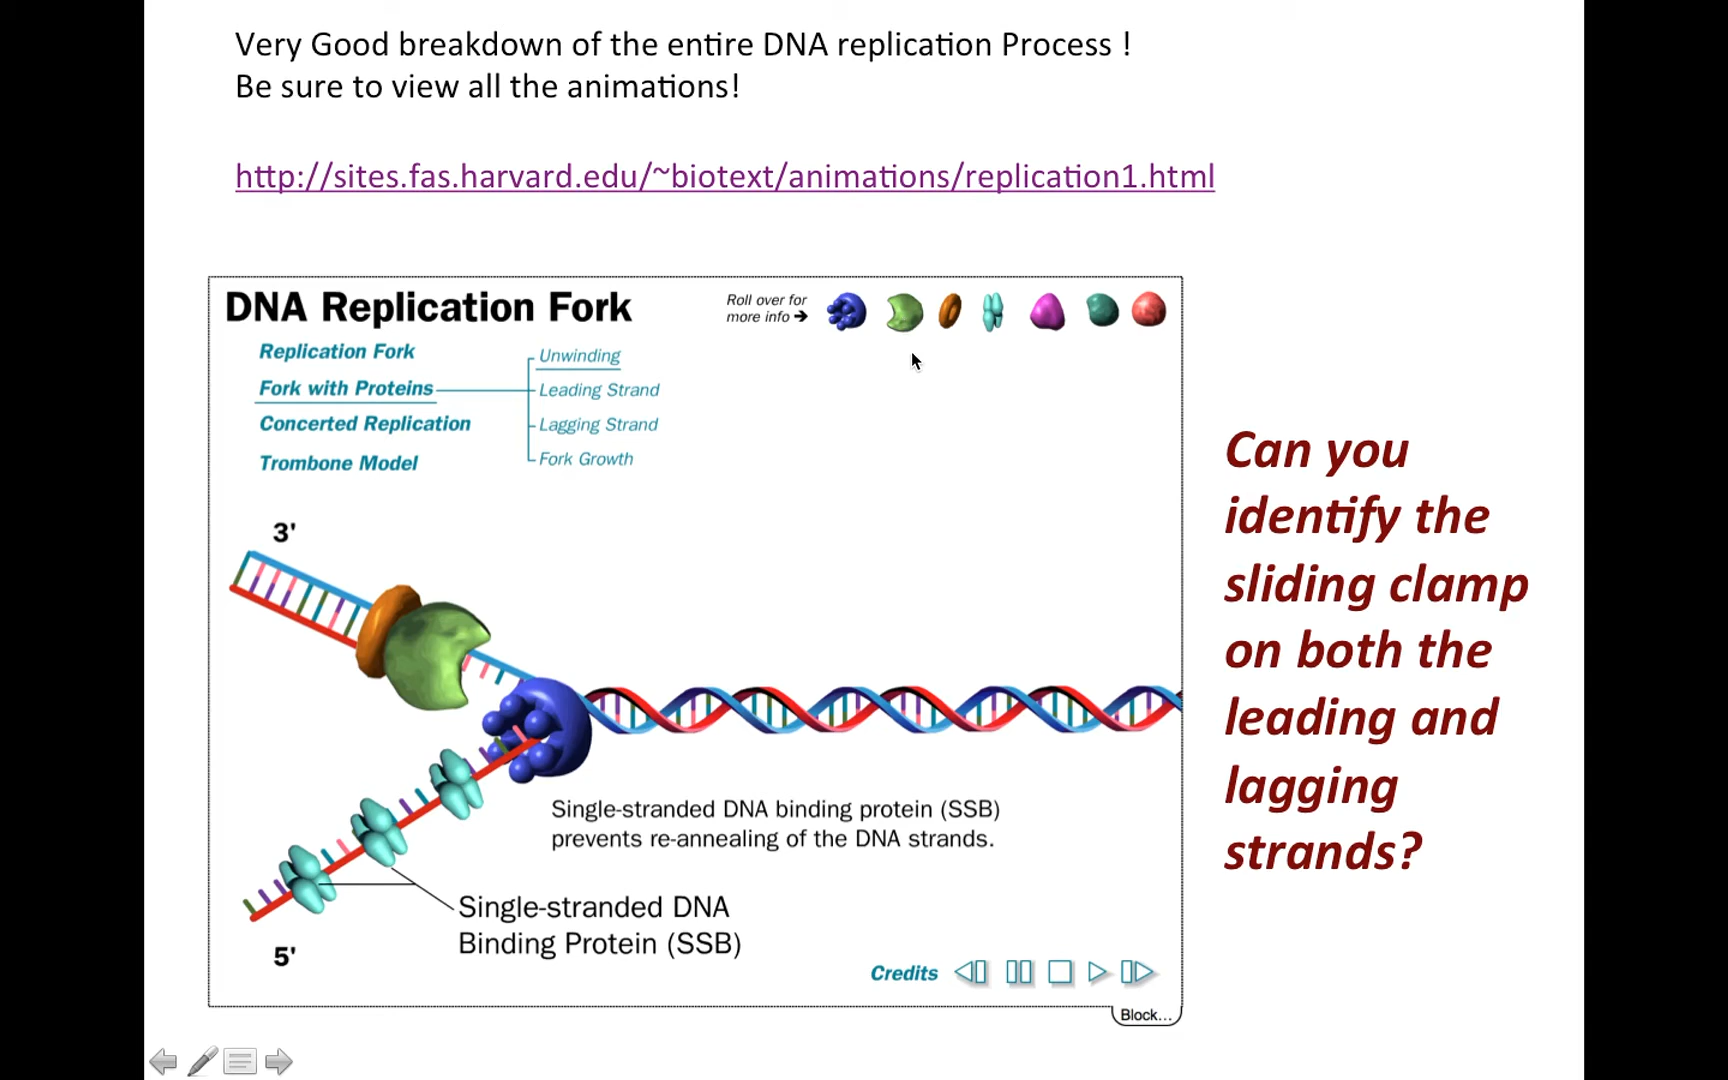 Very Good breakdown of the entire DNA replication Process !
Be sure to view all the animations!
http://sites.fas.harvard.edu/~biotext/animations/replication1.html
DNA Replication Fork
Roll over for
more info ➔
Replication Fork
Fork with Proteins
Concerted Replication
Trombone Model
Unwinding
Leading Strand
Lagging Strand
Fork Growth
3'
Single-stranded DNA binding protein (SSB)
prevents re-annealing of the DNA strands.
Single-stranded DNA
Binding Protein (SSB)
5'
Credits
Block...
Can you
identify the
sliding clamp
on both the
leading and
lagging
strands?